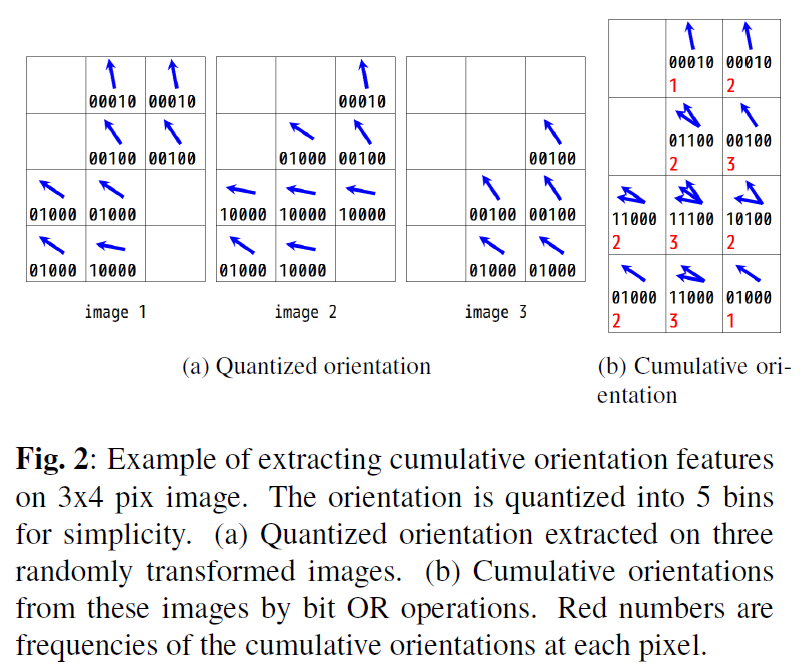 00010 00010
00100 00100
01000 01000
01000 10000
image 1
00010
01000 00100
10000 10000 10000
01000 10000
image 2
00100
00100 00100
01000 01000
image 3
(a) Quantized orientation
00010 00010
1 2
01100 00100
2 3
11000 11100 10100
2 3 2
01000 11000 01000
2 3 1
(b) Cumulative ori-
entation
Fig. 2: Example of extracting cumulative orientation features
on 3x4 pix image. The orientation is quantized into 5 bins
for simplicity. (a) Quantized orientation extracted on three
randomly transformed images. (b) Cumulative orientations
from these images by bit OR operations. Red numbers are
frequencies of the cumulative orientations at each pixel.